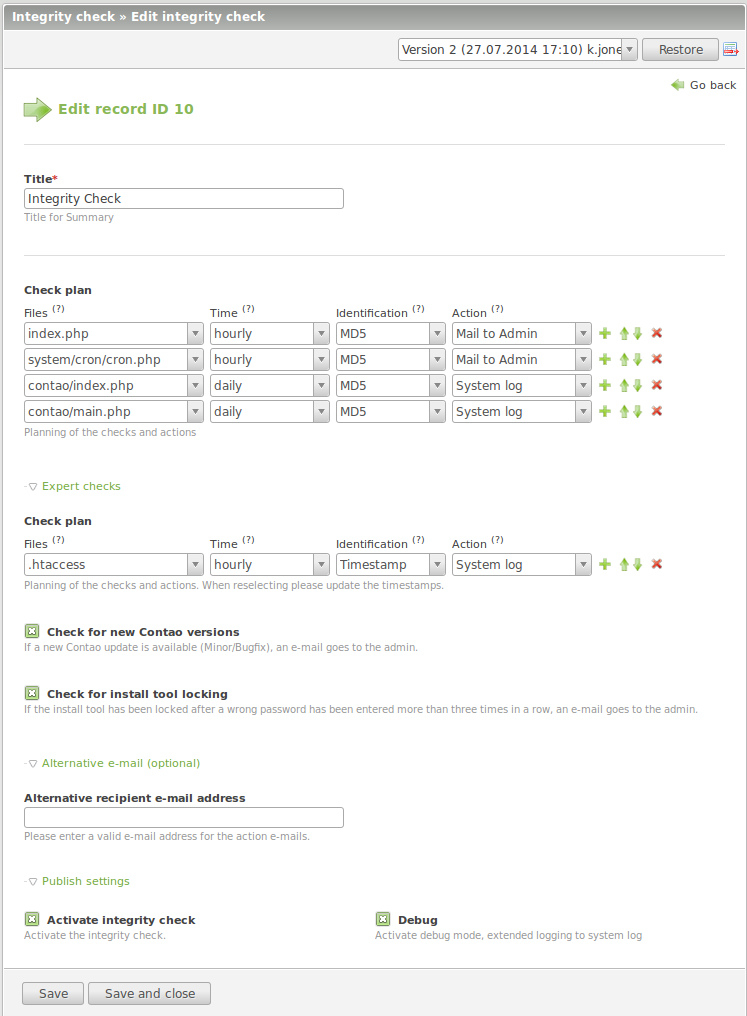 Integrity check » Edit integrity check
Version 2 (27.07.2014 17:10) k.jone
Restore
Go back
Edit record ID 10
Title*
Integrity Check
Title for Summary
Check plan
Files (?) Time (?) Identification (?) Action (?)
index.php hourly MD5 Mail to Admin
system/cron/cron.php hourly MD5 Mail to Admin
contao/index.php daily MD5 System log
contao/main.php daily MD5 System log
Planning of the checks and actions
Expert checks
Check plan
Files (?) Time (?) Identification (?) Action (?)
.htaccess hourly Timestamp System log
Planning of the checks and actions. When reselecting please update the timestamps.
Check for new Contao versions
If a new Contao update is available (Minor/Bugfix), an e-mail goes to the admin.
Check for install tool locking
If the install tool has been locked after a wrong password has been entered more than three times in a row, an e-mail goes to the admin.
Alternative e-mail (optional)
Alternative recipient e-mail address
Please enter a valid e-mail address for the action e-mails.
Publish settings
Activate integrity check Debug
Activate the integrity check. Activate debug mode, extended logging to system log
Save Save and close